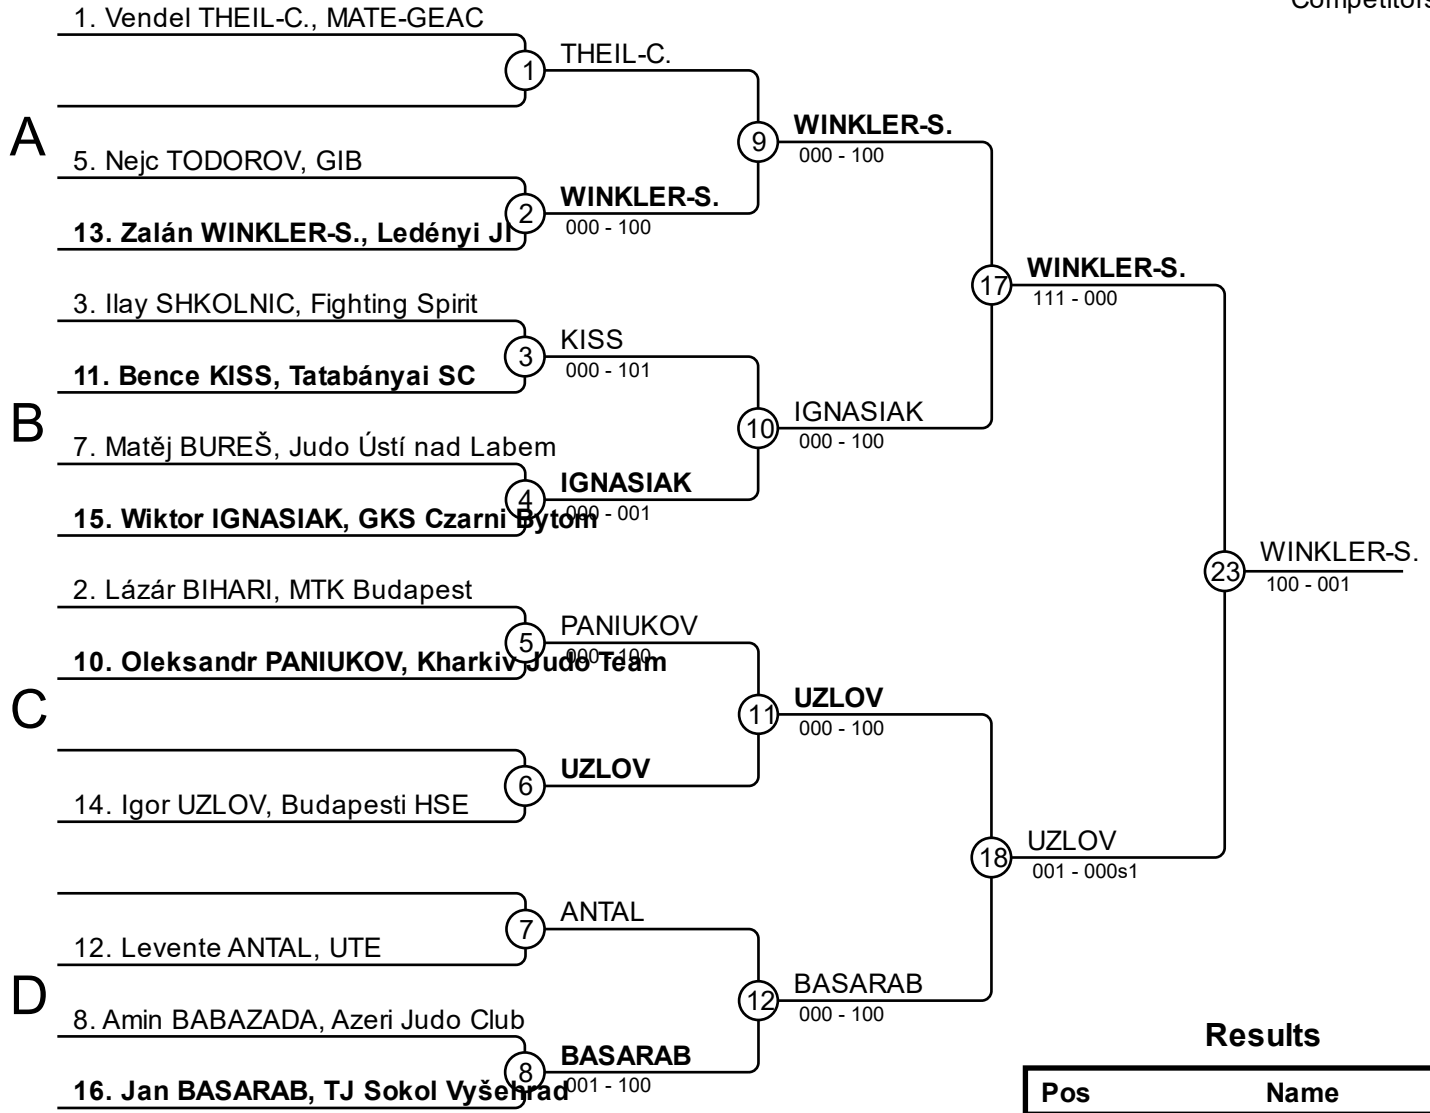 Competitors
1. Vendel THEIL-C., MATE-GEAC
1
THEIL-C.
A
5. Nejc TODOROV, GIB
9
WINKLER-S.
000 - 100
13. Zalán WINKLER-S., Ledényi JI
2
WINKLER-S.
000 - 100
3. Ilay SHKOLNIC, Fighting Spirit
17
WINKLER-S.
111 - 000
11. Bence KISS, Tatabányai SC
3
KISS
000 - 101
B
7. Matěj BUREŠ, Judo Ústí nad Labem
10
IGNASIAK
000 - 100
15. Wiktor IGNASIAK, GKS Czarni Bytom
4
IGNASIAK
000 - 001
2. Lázár BIHARI, MTK Budapest
23
WINKLER-S.
100 - 001
10. Oleksandr PANIUKOV, Kharkiv Judo Team
5
PANIUKOV
000 - 100
C
11
UZLOV
000 - 100
14. Igor UZLOV, Budapesti HSE
6
UZLOV
18
UZLOV
001 - 000s1
12. Levente ANTAL, UTE
7
ANTAL
D
8. Amin BABAZADA, Azeri Judo Club
12
BASARAB
000 - 100
16. Jan BASARAB, TJ Sokol Vyšehrad
8
BASARAB
001 - 100
Results
Pos Name